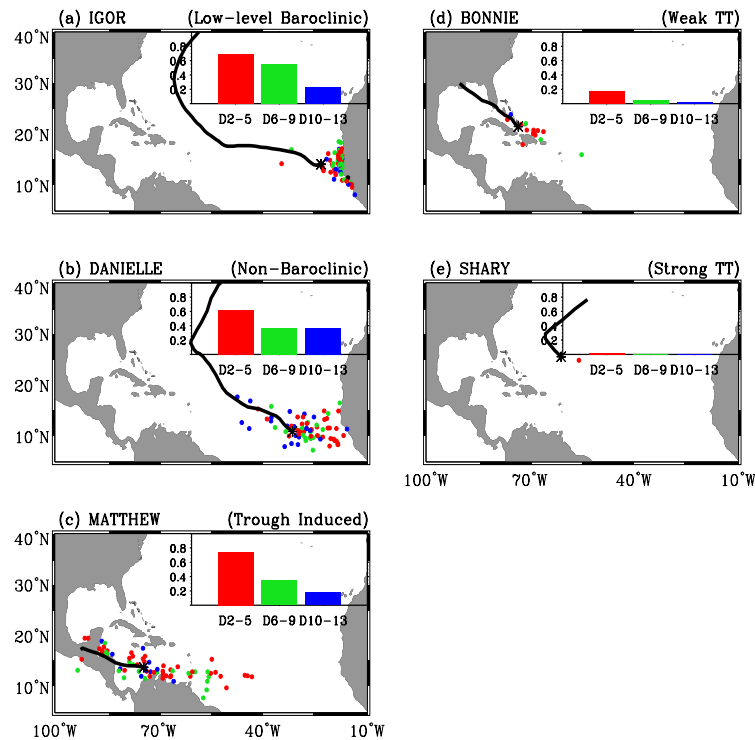 (a) IGOR (Low-level Baroclinic)
40°N
30°N
20°N
10°N
0.8
0.6
0.4
0.2
D2-5 D6-9 D10-13
(b) DANIELLE (Non-Baroclinic)
40°N
30°N
20°N
10°N
0.8
0.6
0.4
0.2
D2-5 D6-9 D10-13
(c) MATTHEW (Trough Induced)
40°N
30°N
20°N
10°N
0.8
0.6
0.4
0.2
D2-5 D6-9 D10-13
100°W 70°W 40°W 10°W
(d) BONNIE (Weak TT)
0.8
0.6
0.4
0.2
D2-5 D6-9 D10-13
(e) SHARY (Strong TT)
0.8
0.6
0.4
0.2
D2-5 D6-9 D10-13
100°W 70°W 40°W 10°W